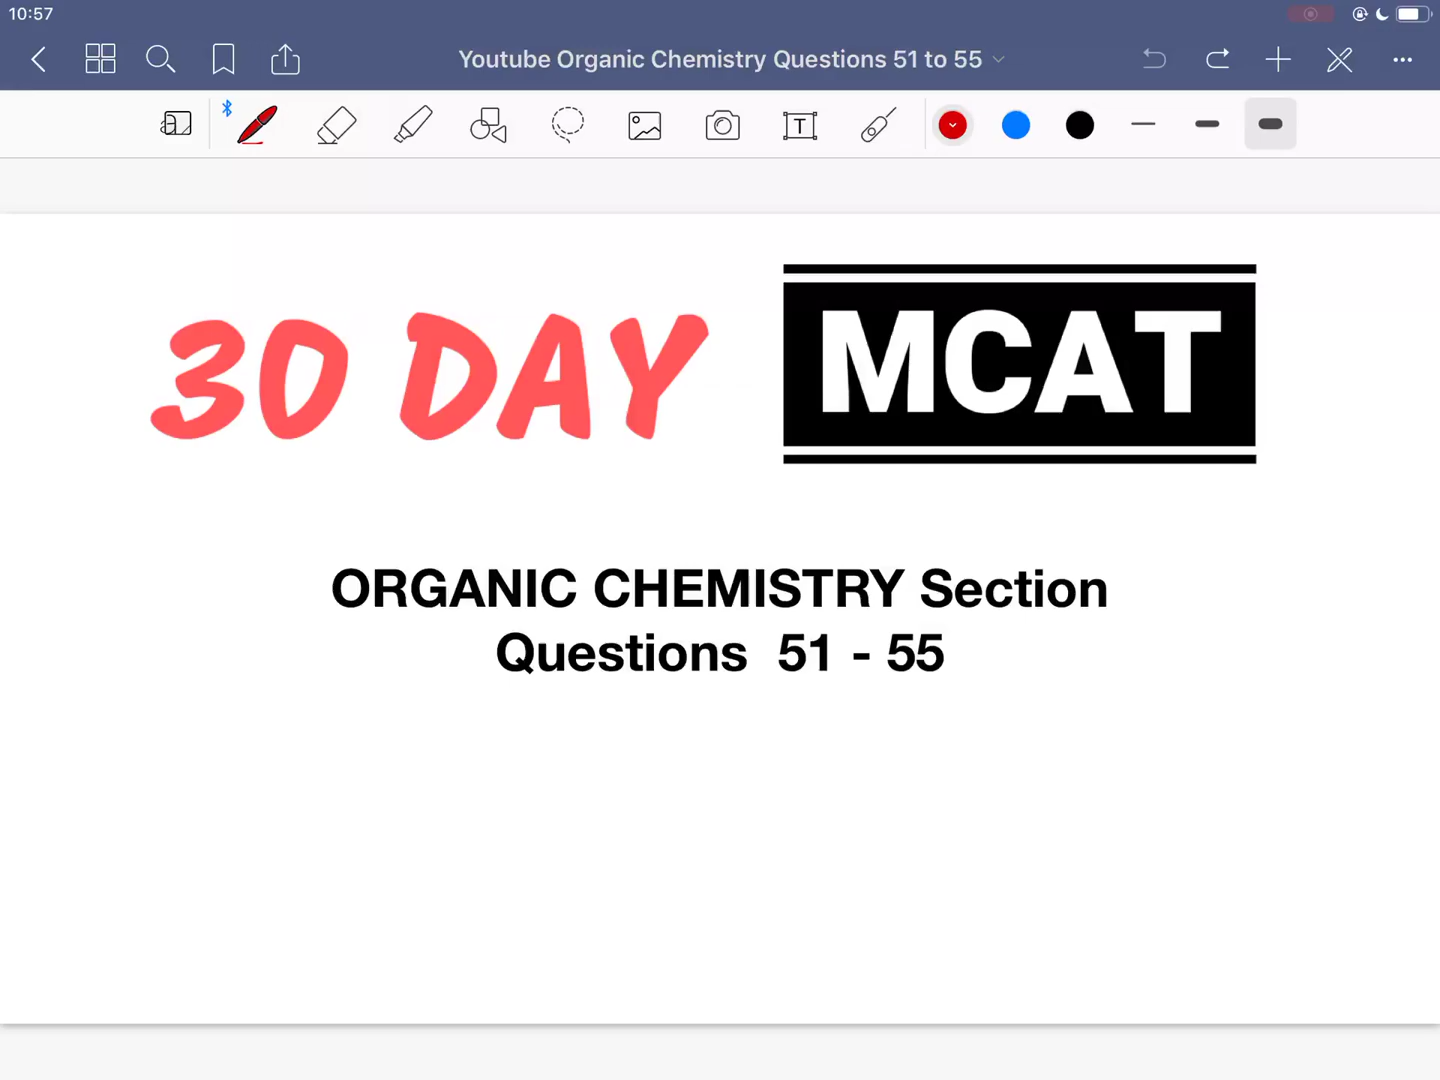 10:57
Youtube Organic Chemistry Questions 51 to 55
30 DAY MCAT
ORGANIC CHEMISTRY Section
Questions 51 - 55